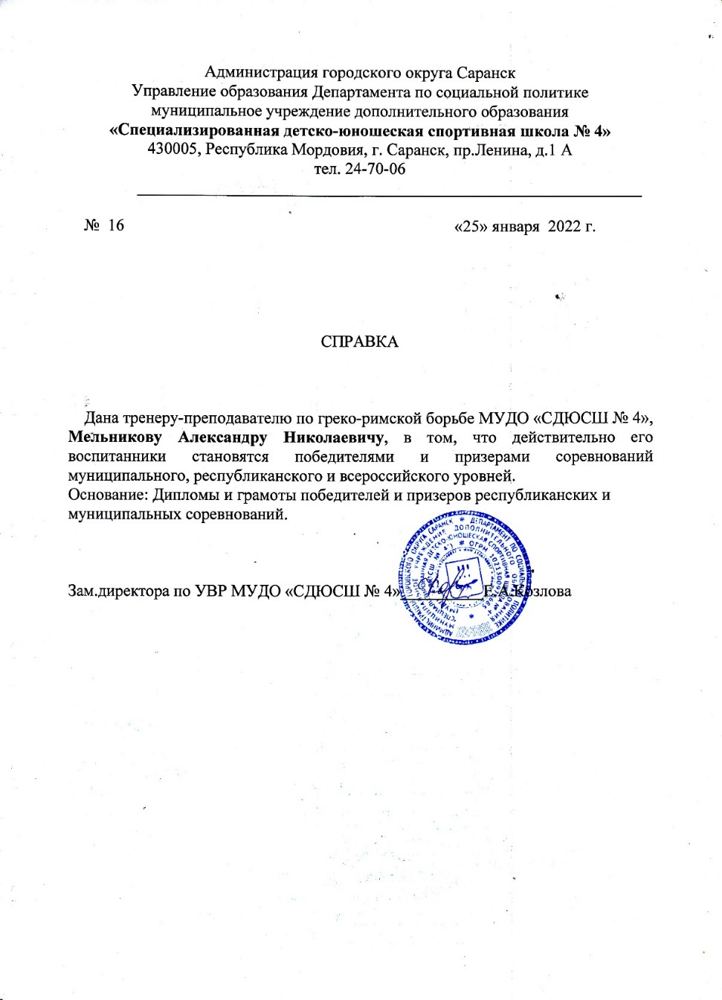 Администрация городского округа Саранск
Управление образования Департамента по социальной политике
муниципальное учреждение дополнительного образования
«Специализированная детско-юношеская спортивная школа № 4»
430005, Республика Мордовия, г. Саранск, пр.Ленина, д.1 А
тел. 24-70-06
№ 16 «25» января 2022 г.
СПРАВКА
Дана тренеру-преподавателю по греко-римской борьбе МУДО «СДЮСШ № 4»,
Мельникову Александру Николаевичу, в том, что действительно его
воспитанники становятся победителями и призерами соревнований
муниципального, республиканского и всероссийского уровней.
Основание: Дипломы и грамоты победителей и призеров республиканских и
муниципальных соревнований.
Зам.директора по УВР МУДО «СДЮСШ № 4»__________Е.А.Козлова